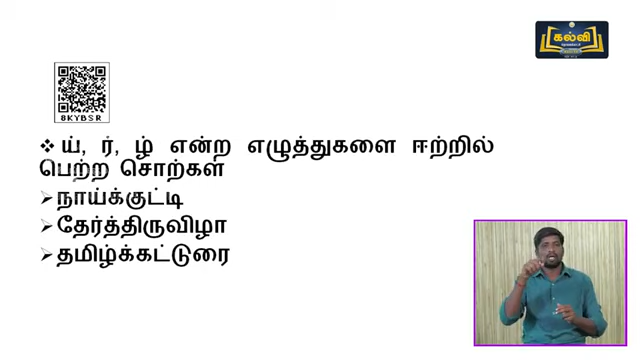 கல்வி
8KYBSR
❖ ய், ர், ழ் என்ற எழுத்துகளை ஈற்றில்
பெற்ற சொற்கள்
➢நாய்க்குட்டி
➢தேர்த்திருவிழா
➢தமிழ்க்கட்டுரை